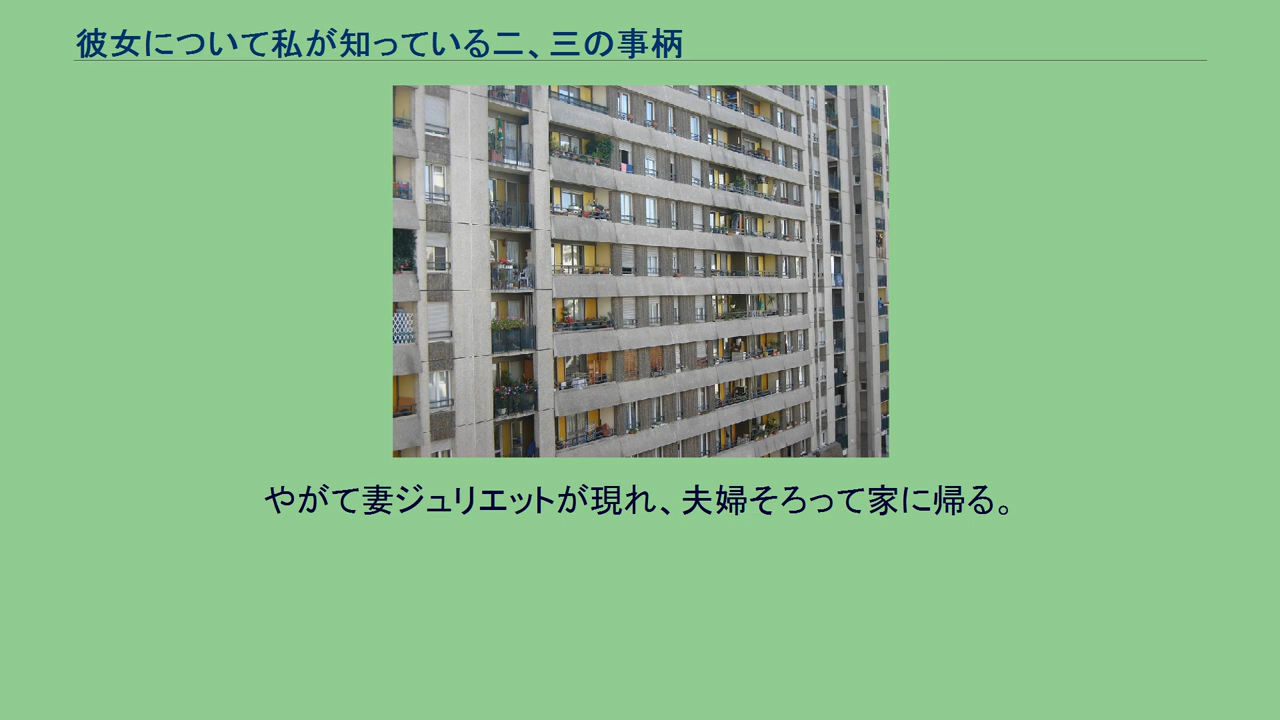 彼女について私が知っている二、三の事柄
やがて妻ジュリエットが現れ、夫婦そろって家に帰る。